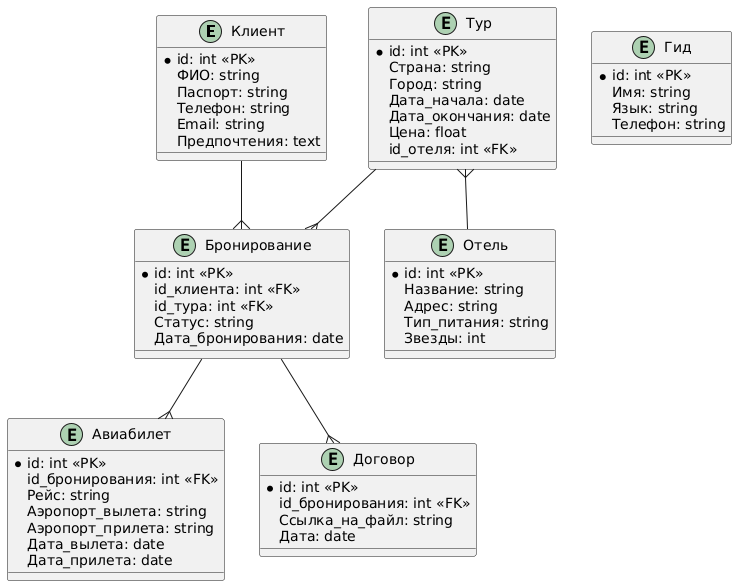 E Клиент
id: int «PK»
ФИО: string
Паспорт: string
Телефон: string
Email: string
Предпочтения: text
E Тур
id: int «PK»
Страна: string
Город: string
Дата_начала: date
Дата_окончания: date
Цена: float
id_отеля: int «FK»
E Гид
id: int «PK»
Имя: string
Язык: string
Телефон: string
E Бронирование
id: int «PK»
id_клиента: int «FK»
id_тура: int «FK»
Статус: string
Дата_бронирования: date
E Отель
id: int «PK»
Название: string
Адрес: string
Тип_питания: string
Звезды: int
E Авиабилет
id: int «PK»
id_бронирования: int «FK»
Рейс: string
Аэропорт_вылета: string
Аэропорт_прилета: string
Дата_вылета: date
Дата_прилета: date
E Договор
id: int «PK»
id_бронирования: int «FK»
Ссылка_на_файл: string
Дата: date